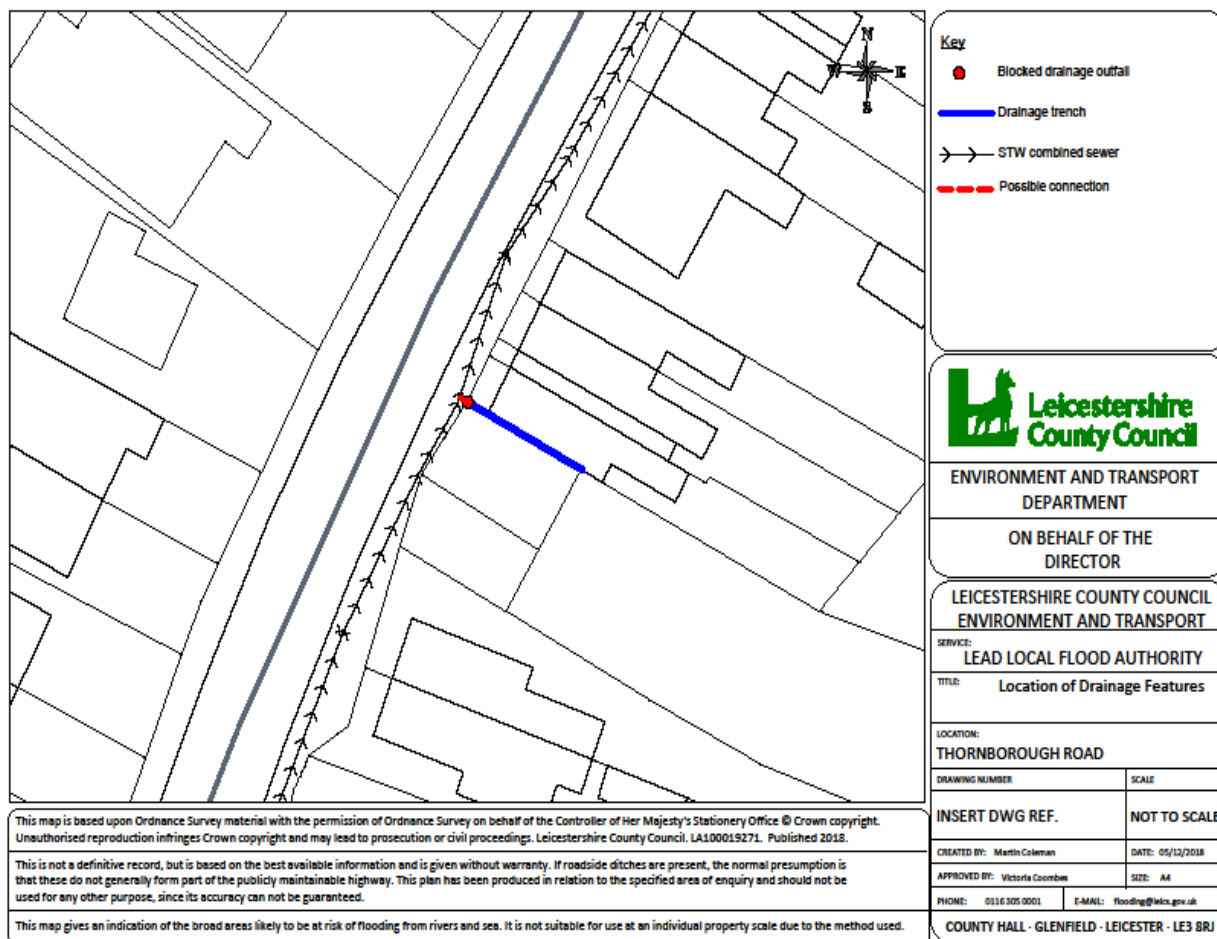 N
W E
S
Key
Blocked drainage outfall
Drainage trench
STW combined sewer
Possible connection
Leicestershire
County Council
ENVIRONMENT AND TRANSPORT
DEPARTMENT
ON BEHALF OF THE
DIRECTOR
LEICESTERSHIRE COUNTY COUNCIL
ENVIRONMENT AND TRANSPORT
SERVICE:
LEAD LOCAL FLOOD AUTHORITY
TITLE: Location of Drainage Features
LOCATION:
THORNBOROUGH ROAD
DRAWING NUMBER SCALE
INSERT DWG REF. NOT TO SCALE
CREATED BY: Martin Coleman DATE: 05/12/2018
APPROVED BY: Victoria Coombes SIZE: A4
PHONE: 0116 305 0001 E-MAIL: flooding@leics.gov.uk
COUNTY HALL - GLENFIELD - LEICESTER - LE3 8RJ
This map is based upon Ordnance Survey material with the permission of Ordnance Survey on behalf of the Controller of Her Majesty's Stationery Office © Crown copyright.
Unauthorised reproduction infringes Crown copyright and may lead to prosecution or civil proceedings. Leicestershire County Council. LA100019271. Published 2018.
This is not a definitive record, but is based on the best available information and is given without warranty. If roadside ditches are present, the normal presumption is
that these do not generally form part of the publicly maintainable highway. This plan has been produced in relation to the specified area of enquiry and should not be
used for any other purpose, since its accuracy can not be guaranteed.
This map gives an indication of the broad areas likely to be at risk of flooding from rivers and sea. It is not suitable for use at an individual property scale due to the method used.